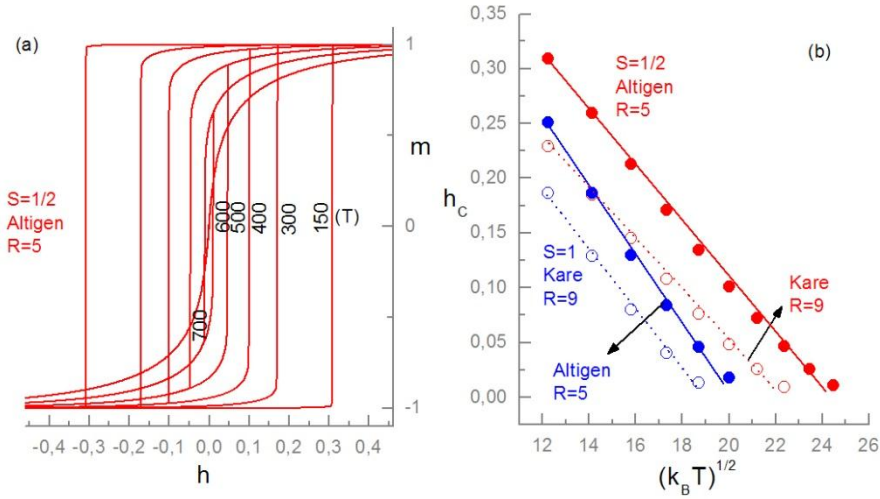 (a)
1
m
0
-1
S=1/2
Altigen
R=5
700
600
500
400
300
150
(T)
-0,4
-0,3
-0,2
-0,1
0,0
0,1
0,2
0,3
0,4
h
(b)
0,35
0,30
0,25
0,20
0,15
0,10
0,05
0,00
h_C
S=1/2
Altigen
R=5
S=1
Kare
R=9
Altigen
R=5
Kare
R=9
12
14
16
18
20
22
24
26
(k_BT)^1/2